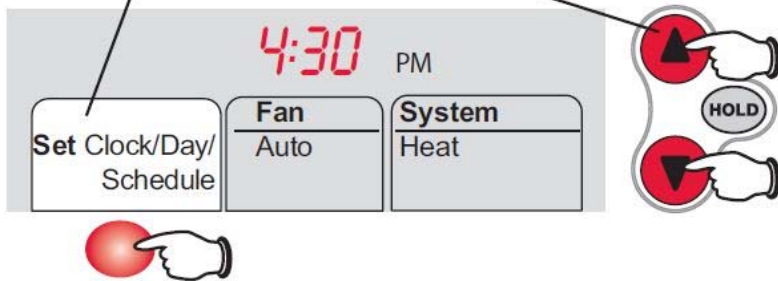 4:30 PM
Set Clock/Day/
Schedule
Fan
Auto
System
Heat
HOLD